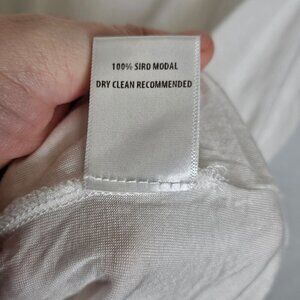 100% SIRO MODAL
DRY CLEAN RECOMMENDED